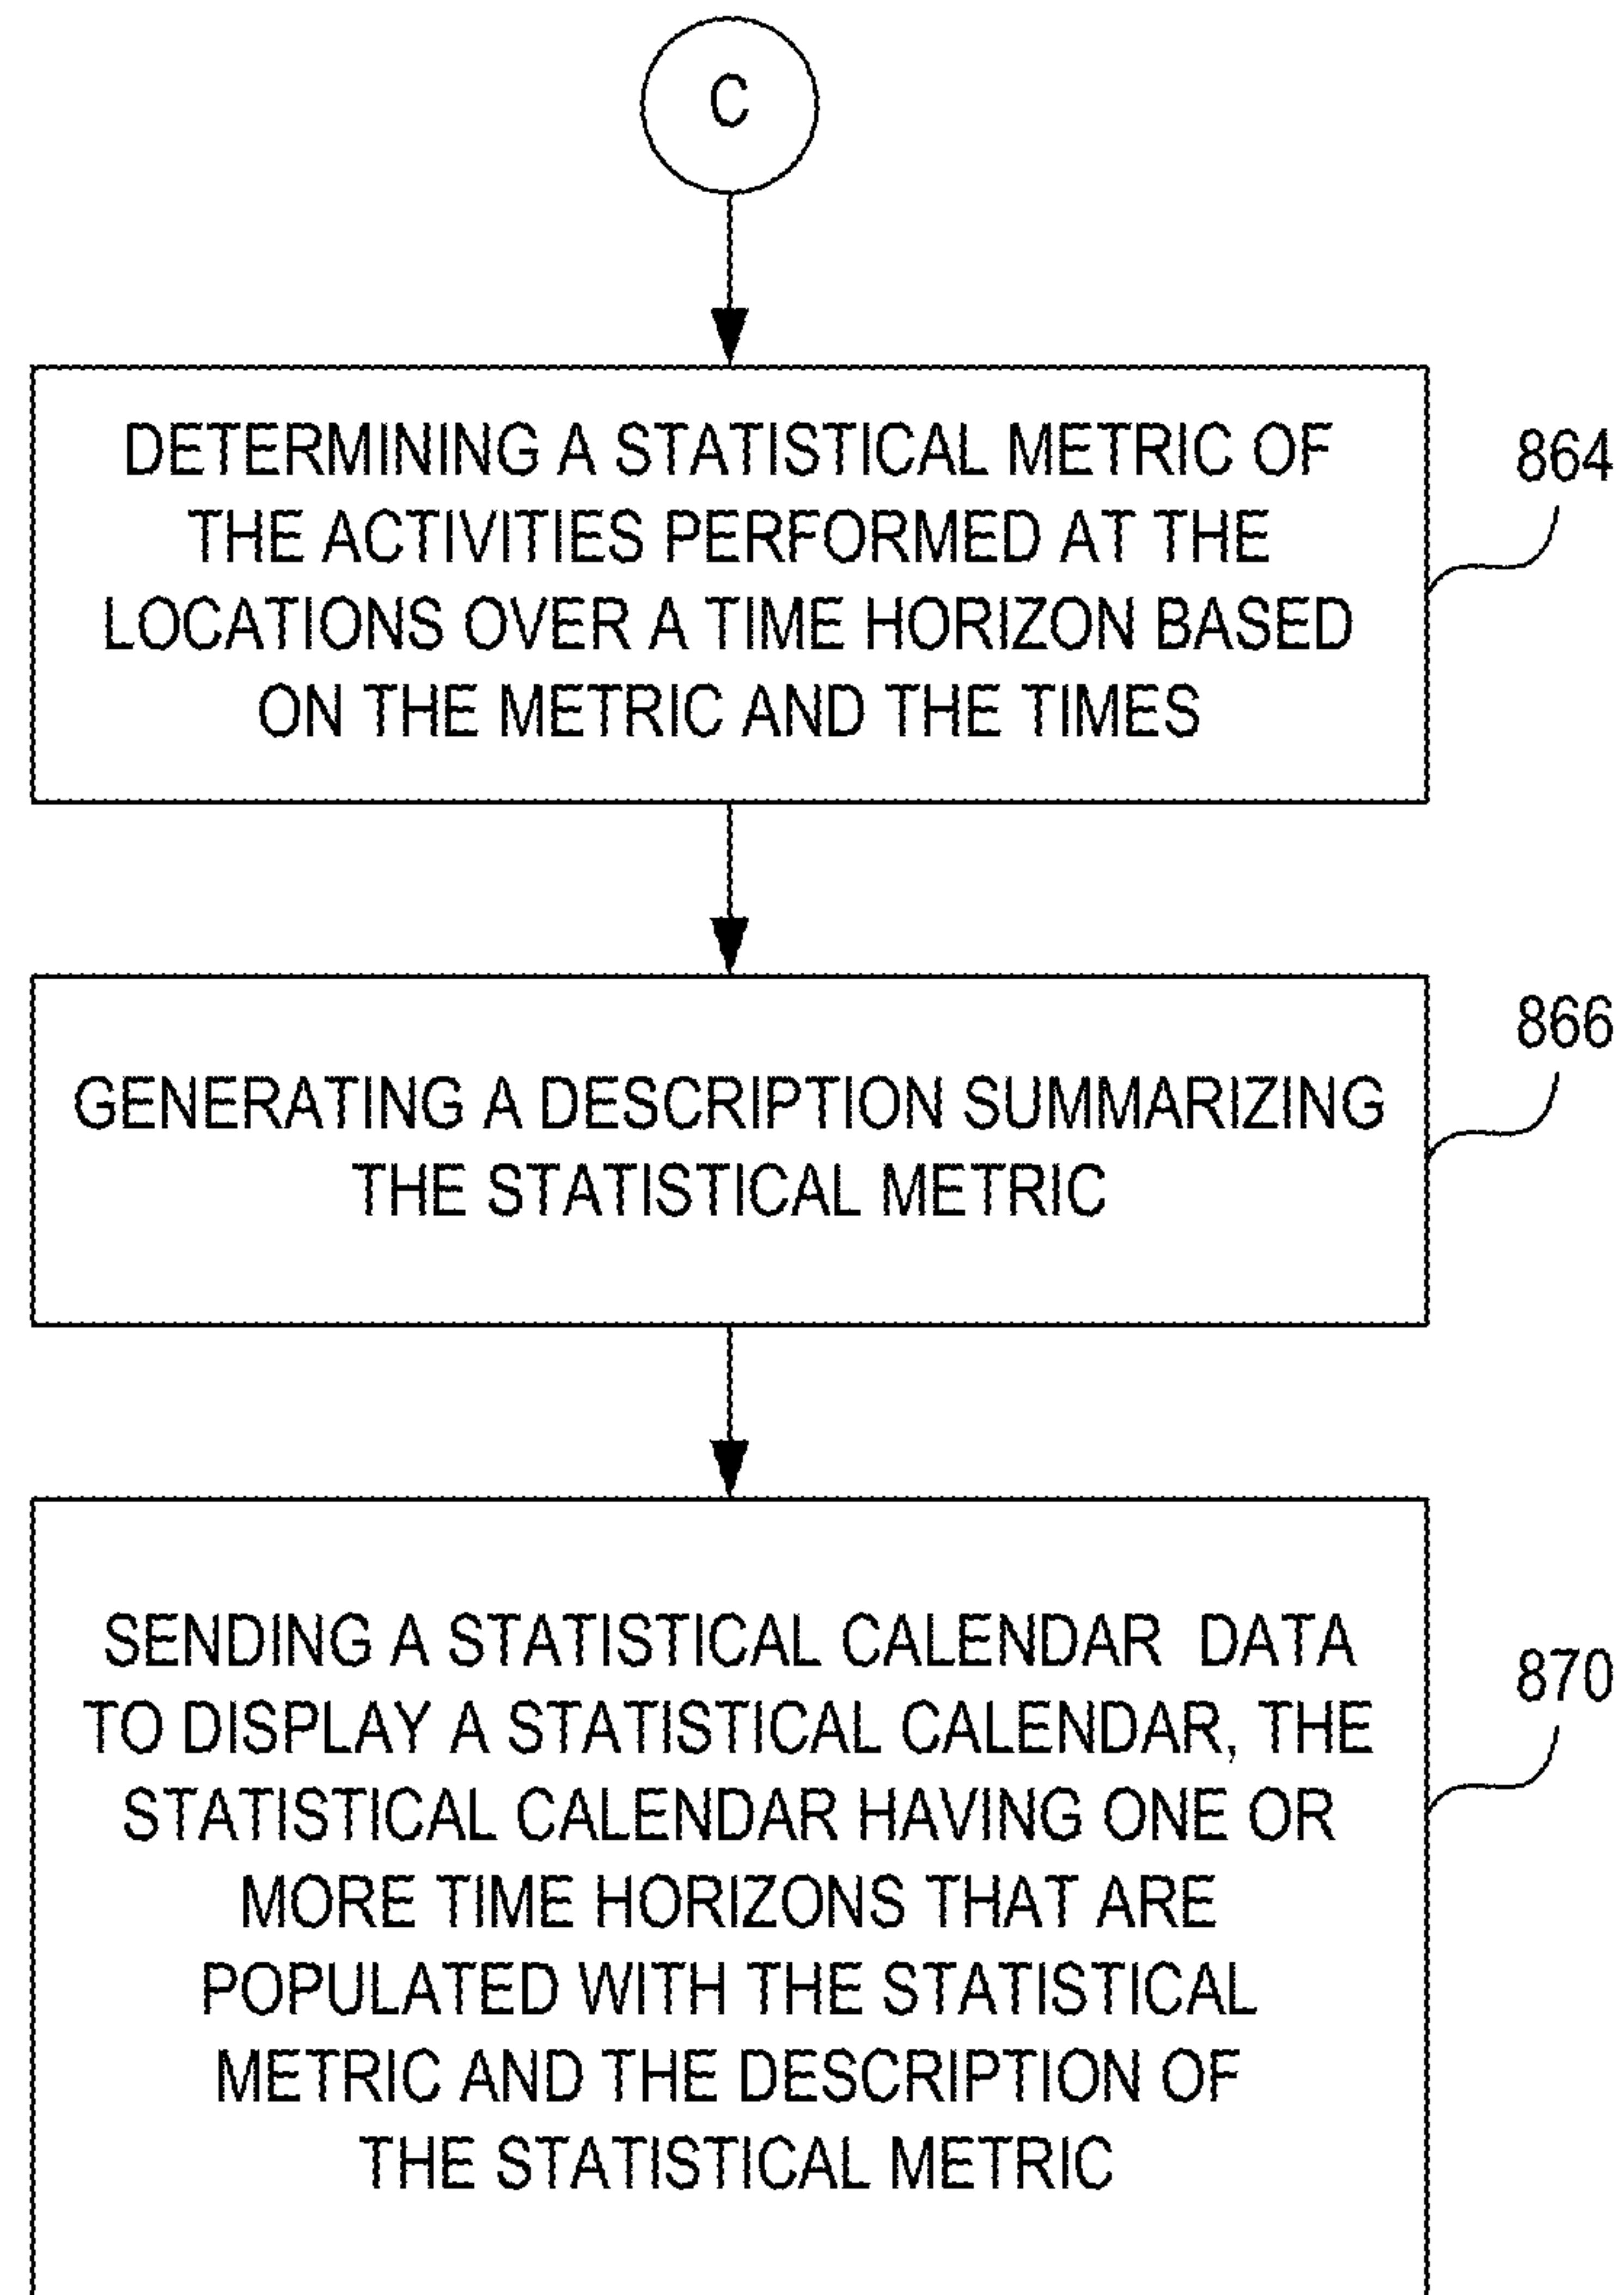 C
DETERMINING A STATISTICAL METRIC OF
THE ACTIVITIES PERFORMED AT THE
LOCATIONS OVER A TIME HORIZON BASED
ON THE METRIC AND THE TIMES
864
GENERATING A DESCRIPTION SUMMARIZING
THE STATISTICAL METRIC
866
SENDING A STATISTICAL CALENDAR DATA
TO DISPLAY A STATISTICAL CALENDAR, THE
STATISTICAL CALENDAR HAVING ONE OR
MORE TIME HORIZONS THAT ARE
POPULATED WITH THE STATISTICAL
METRIC AND THE DESCRIPTION OF
THE STATISTICAL METRIC
870